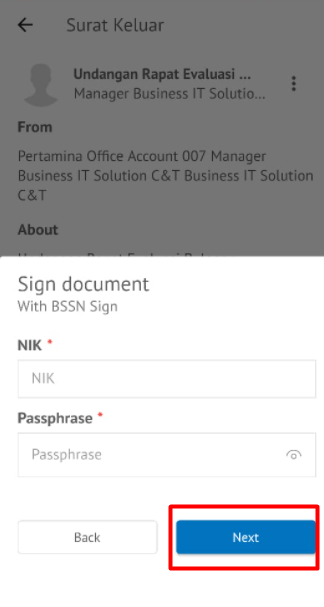 Surat Keluar
Undangan Rapat Evaluasi ...
Manager Business IT Solutio...
From
Pertamina Office Account 007 Manager
Business IT Solution C&T Business IT Solution
C&T
About
Sign document
With BSSN Sign
NIK *
NIK
Passphrase *
Passphrase
Back
Next